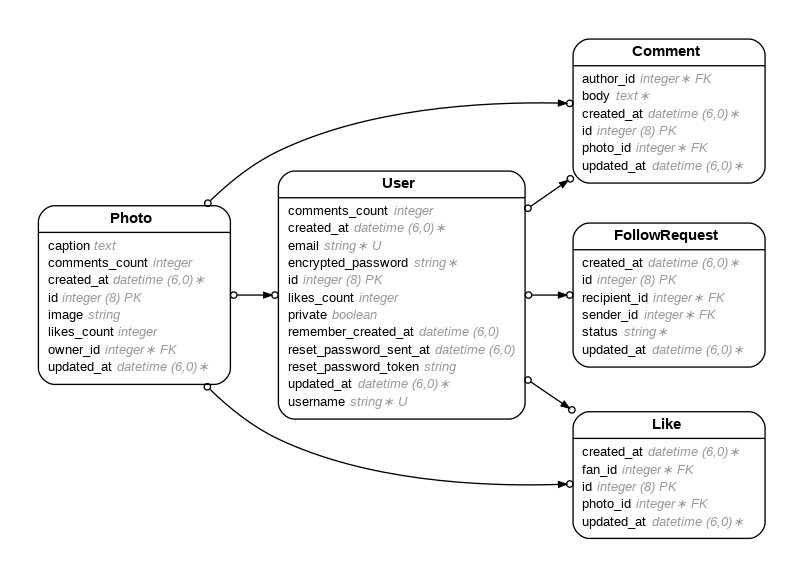 Photo
caption text
comments_count integer
created_at datetime (6,0)∗
id integer (8) PK
image string
likes_count integer
owner_id integer∗ FK
updated_at datetime (6,0)∗
User
comments_count integer
created_at datetime (6,0)∗
email string∗ U
encrypted_password string∗
id integer (8) PK
likes_count integer
private boolean
remember_created_at datetime (6,0)
reset_password_sent_at datetime (6,0)
reset_password_token string
updated_at datetime (6,0)∗
username string∗ U
Comment
author_id integer∗ FK
body text∗
created_at datetime (6,0)∗
id integer (8) PK
photo_id integer∗ FK
updated_at datetime (6,0)∗
FollowRequest
created_at datetime (6,0)∗
id integer (8) PK
recipient_id integer∗ FK
sender_id integer∗ FK
status string∗
updated_at datetime (6,0)∗
Like
created_at datetime (6,0)∗
fan_id integer∗ FK
id integer (8) PK
photo_id integer∗ FK
updated_at datetime (6,0)∗